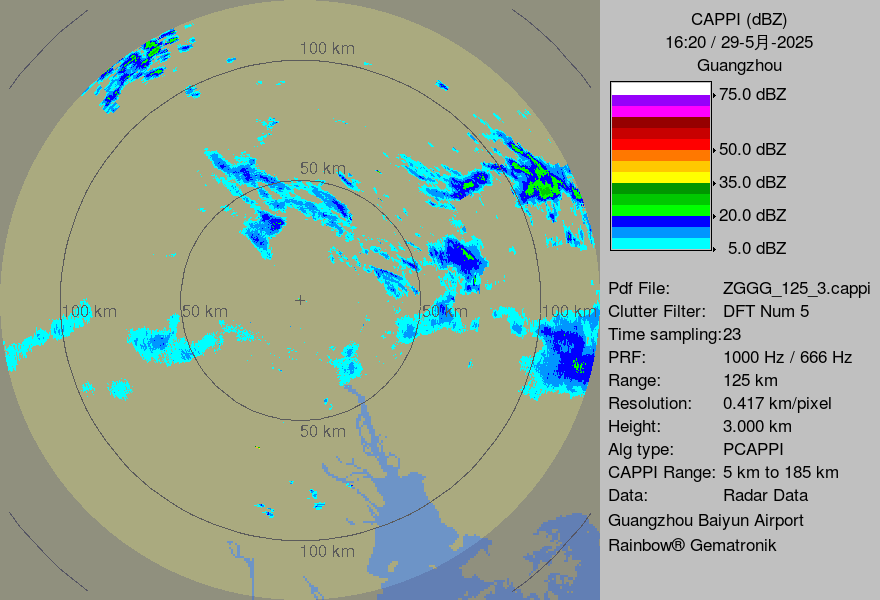 CAPPI (dBZ)
16:20 / 29-5月-2025
Guangzhou
75.0 dBZ
50.0 dBZ
35.0 dBZ
20.0 dBZ
5.0 dBZ
Pdf File: ZGGG_125_3.cappi
Clutter Filter: DFT Num 5
Time sampling:23
PRF: 1000 Hz / 666 Hz
Range: 125 km
Resolution: 0.417 km/pixel
Height: 3.000 km
Alg type: PCAPPI
CAPPI Range: 5 km to 185 km
Data: Radar Data
Guangzhou Baiyun Airport
Rainbow® Gematronik
100 km
50 km
100 km
50 km
50 km
100 km
50 km
100 km